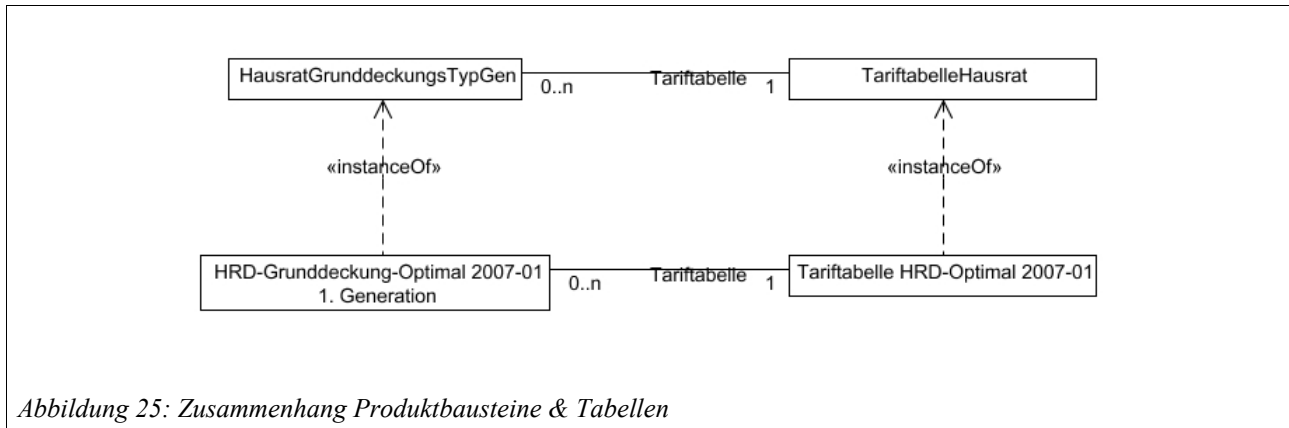 HausratGrunddeckungsTypGen
0..n
Tariftabelle
1
TariftabelleHausrat
«instanceOf»
«instanceOf»
HRD-Grunddeckung-Optimal 2007-01
1. Generation
0..n
Tariftabelle
1
Tariftabelle HRD-Optimal 2007-01
Abbildung 25: Zusammenhang Produktbausteine & Tabellen